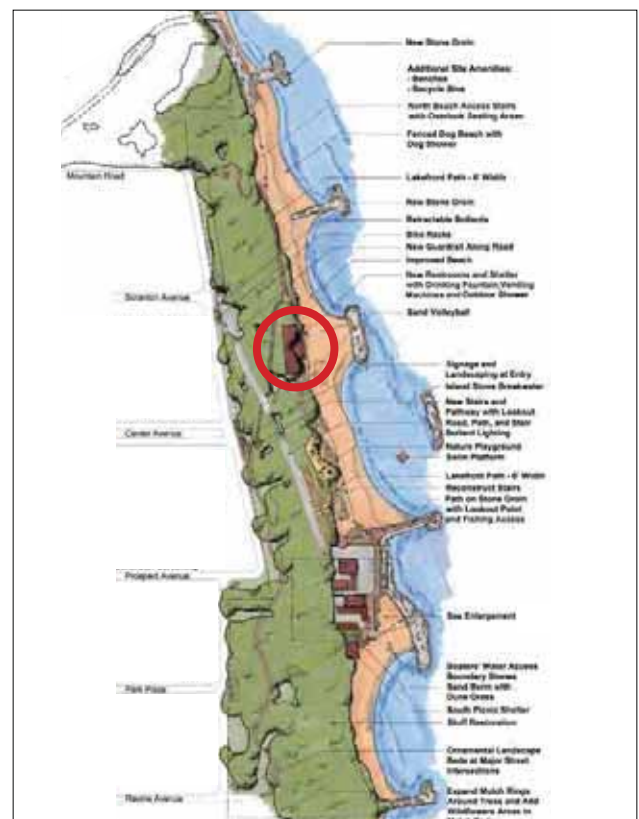 New Stone Groin
Additional Site Amenities:
- Benches
- Recycle Bins
North Beach Access Stairs
with Overlook Seating Areas
Fenced Dog Beach with
Dog Shower
Mountain Road
Lakefront Path - 6' Width
New Stone Groin
Retractable Bollards
Bike Racks
New Guardrail Along Road
Improved Beach
New Restrooms and Shelter
with Drinking Fountain/Vending
Machines and Outdoor Shower
Scranton Avenue
Sand Volleyball
Signage and
Landscaping at Entry
Island Stone Breakwater
New Stairs and
Pathway with Lookout
Road, Path, and Stair
Bollard Lighting
Center Avenue
Nature Playground
Swim Platform
Lakefront Path - 6' Width
Reconstruct Stairs
Path on Stone Groin
with Lookout Point
and Fishing Access
Prospect Avenue
See Enlargement
Boaters' Water Access
Boundary Stones
Sand Berm with
Dune Grass
Park Place
South Picnic Shelter
Bluff Restoration
Ornamental Landscape
Beds at Major Street
Intersections
Ravine Avenue
Expand Mulch Rings
Around Trees and Add
Wildflowers Areas in